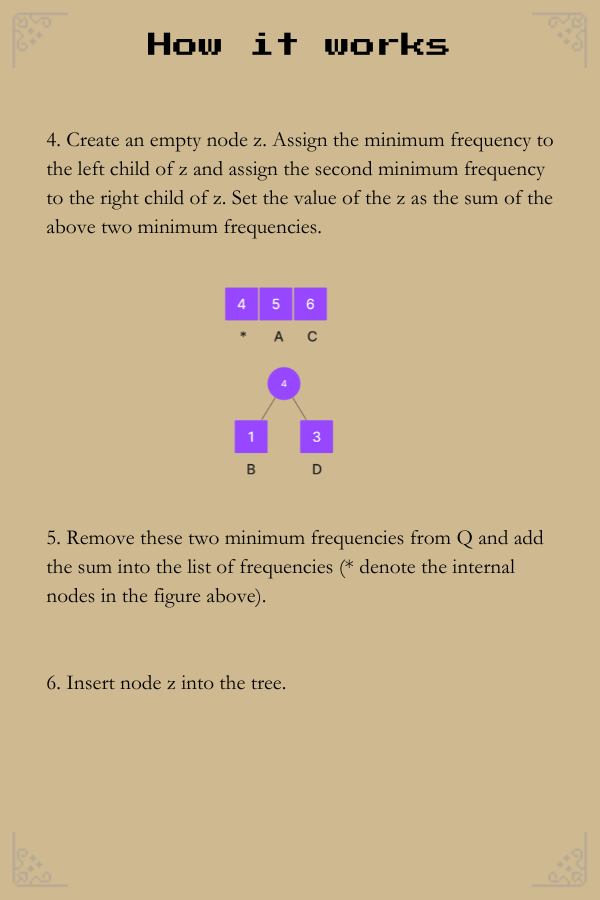 How it works
4. Create an empty node z. Assign the minimum frequency to
the left child of z and assign the second minimum frequency
to the right child of z. Set the value of the z as the sum of the
above two minimum frequencies.
4 5 6
* A C
4
1 3
B D
5. Remove these two minimum frequencies from Q and add
the sum into the list of frequencies (* denote the internal
nodes in the figure above).
6. Insert node z into the tree.